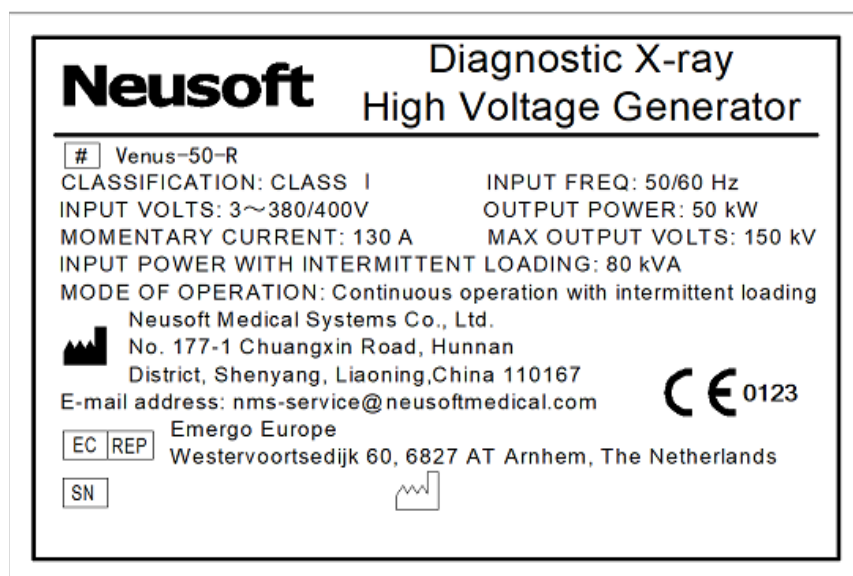 Neusoft
Diagnostic X-ray
High Voltage Generator
# Venus-50-R
CLASSIFICATION: CLASS I INPUT FREQ: 50/60 Hz
INPUT VOLTS: 3～380/400V OUTPUT POWER: 50 kW
MOMENTARY CURRENT: 130 A MAX OUTPUT VOLTS: 150 kV
INPUT POWER WITH INTERMITTENT LOADING: 80 kVA
MODE OF OPERATION: Continuous operation with intermittent loading
Neusoft Medical Systems Co., Ltd.
No. 177-1 Chuangxin Road, Hunnan
District, Shenyang, Liaoning,China 110167
E-mail address: nms-service@neusoftmedical.com
CE 0123
EC REP Emergo Europe
Westervoortsedijk 60, 6827 AT Arnhem, The Netherlands
SN